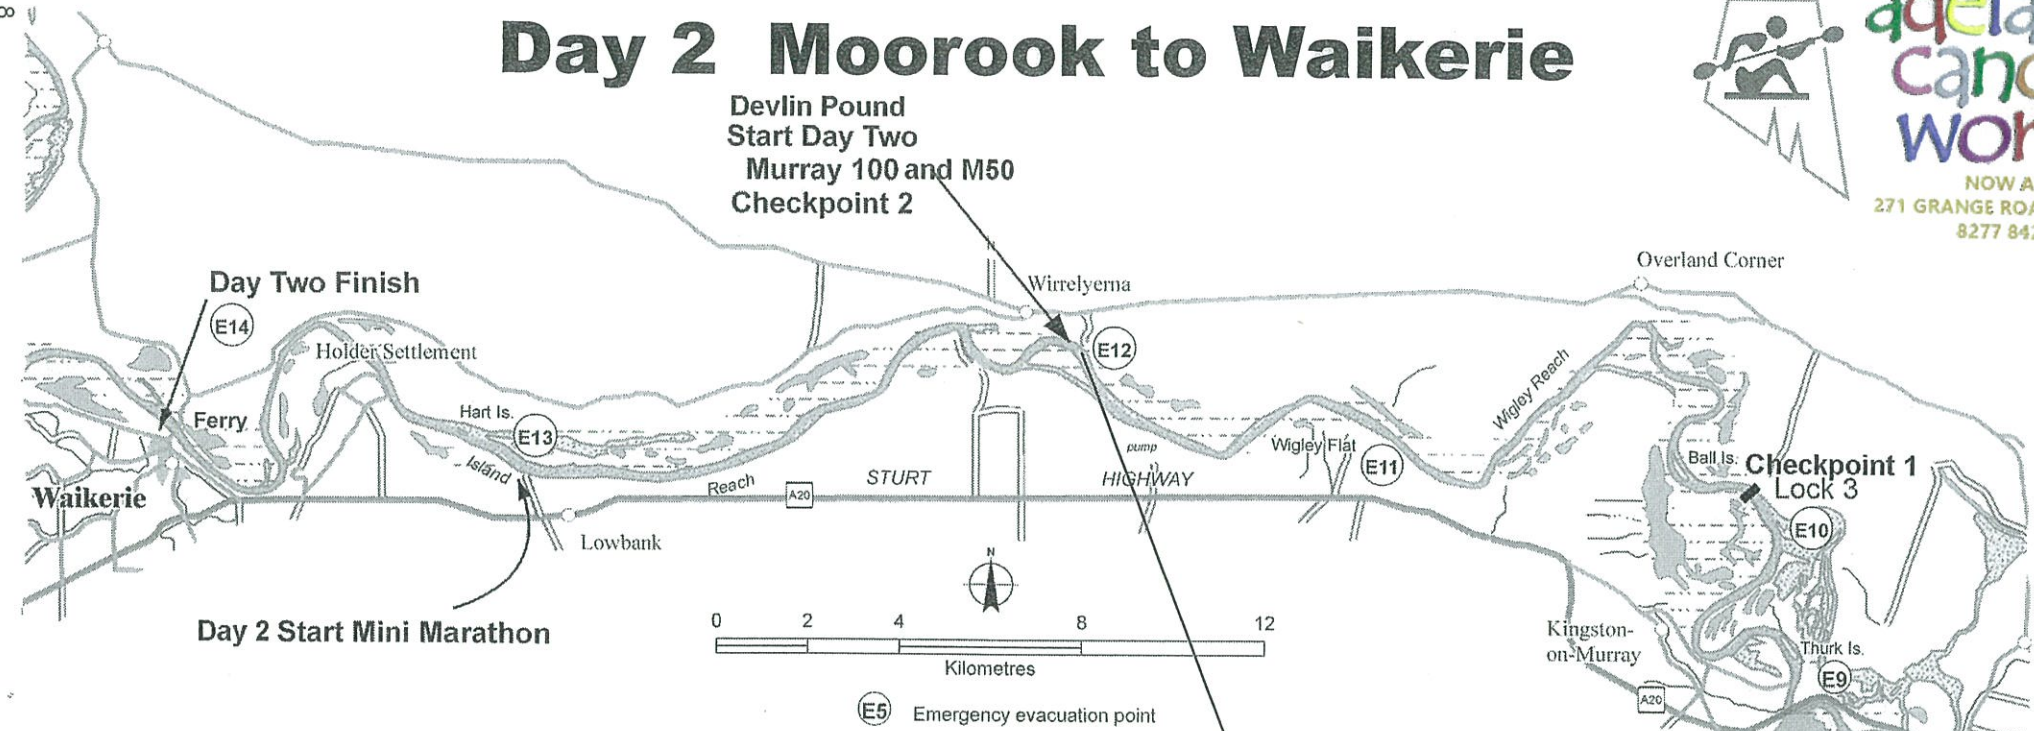 Day 2 Moorook to Waikerie
Devlin Pound
Start Day Two
Murray 100 and M50
Checkpoint 2
NOW A
271 GRANGE ROA
8277 84
Overland Corner
Wirrelyerna
N
Day Two Finish
E14
Holder Settlement
E12
Wigley Reach
Ferry
Hart Is.
E13
Island
Reach
pump
Wigley Flat
E11
Ball Is.
Checkpoint 1
Lock 3
E10
Waikerie
A20
STURT
HIGHWAY
Lowbank
N
Day 2 Start Mini Marathon
0 2 4 8 12
Kilometres
Kingston-
on-Murray
Thurk Is.
E9
A20
E5 Emergency evacuation point